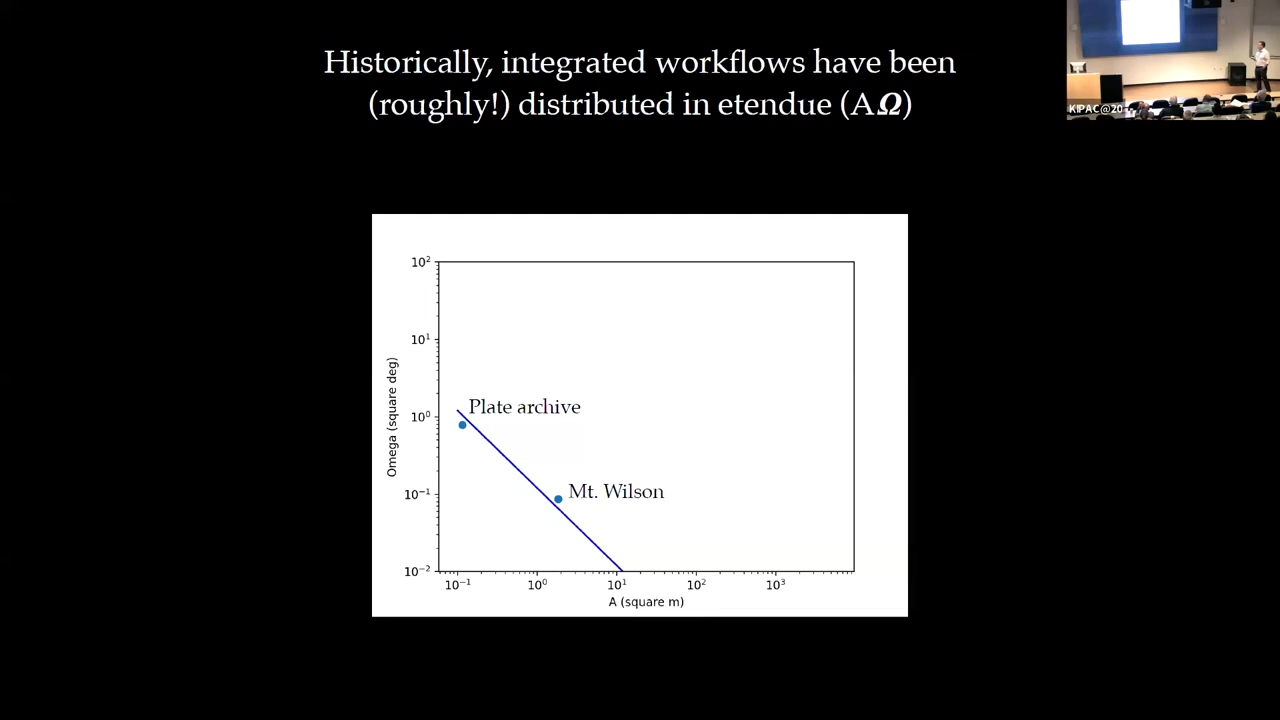 Historically, integrated workflows have been
(roughly!) distributed in etendue (AΩ)
KIPAC@20
10²
10¹
10⁰
10⁻¹
10⁻²
Omega (square deg)
Plate archive
Mt. Wilson
10⁻¹ 10⁰ 10¹ 10² 10³
A (square m)